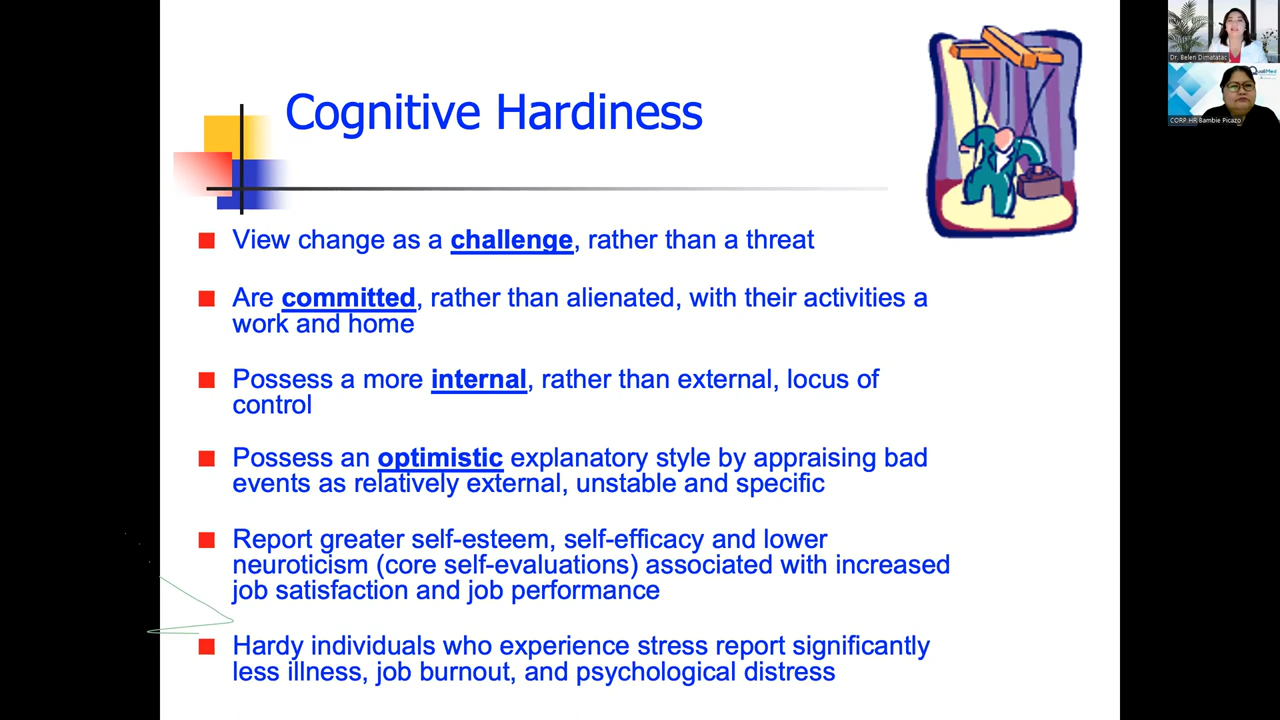 Cognitive Hardiness
View change as a challenge, rather than a threat
Are committed, rather than alienated, with their activities a
work and home
Possess a more internal, rather than external, locus of
control
Possess an optimistic explanatory style by appraising bad
events as relatively external, unstable and specific
Report greater self-esteem, self-efficacy and lower
neuroticism (core self-evaluations) associated with increased
job satisfaction and job performance
Hardy individuals who experience stress report significantly
less illness, job burnout, and psychological distress
Dr. Belen Dimatatac
QualiMed
CORP HR Bambie Picazo